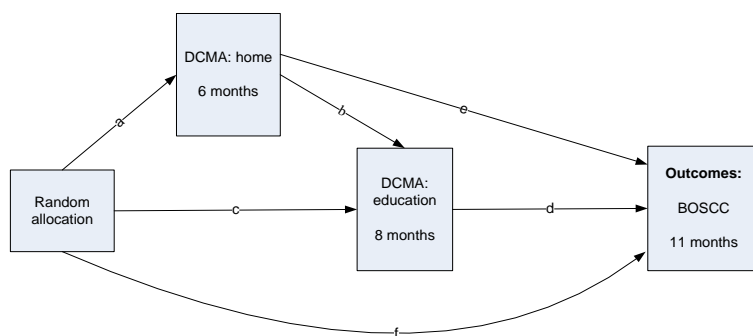 DCMA: home
6 months
a
b
e
Random
allocation
c
DCMA:
education
8 months
d
Outcomes:
BOSCC
11 months
f